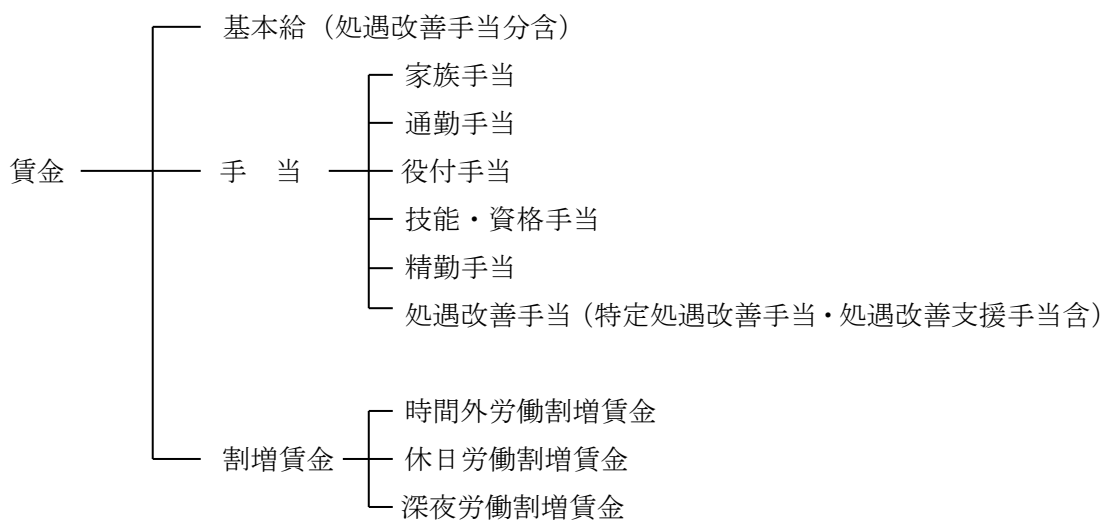 基本給（処遇改善手当分含）
家族手当
通勤手当
賃金
手　当
役付手当
技能・資格手当
精勤手当
処遇改善手当（特定処遇改善手当・処遇改善支援手当含）
時間外労働割増賃金
割増賃金
休日労働割増賃金
深夜労働割増賃金